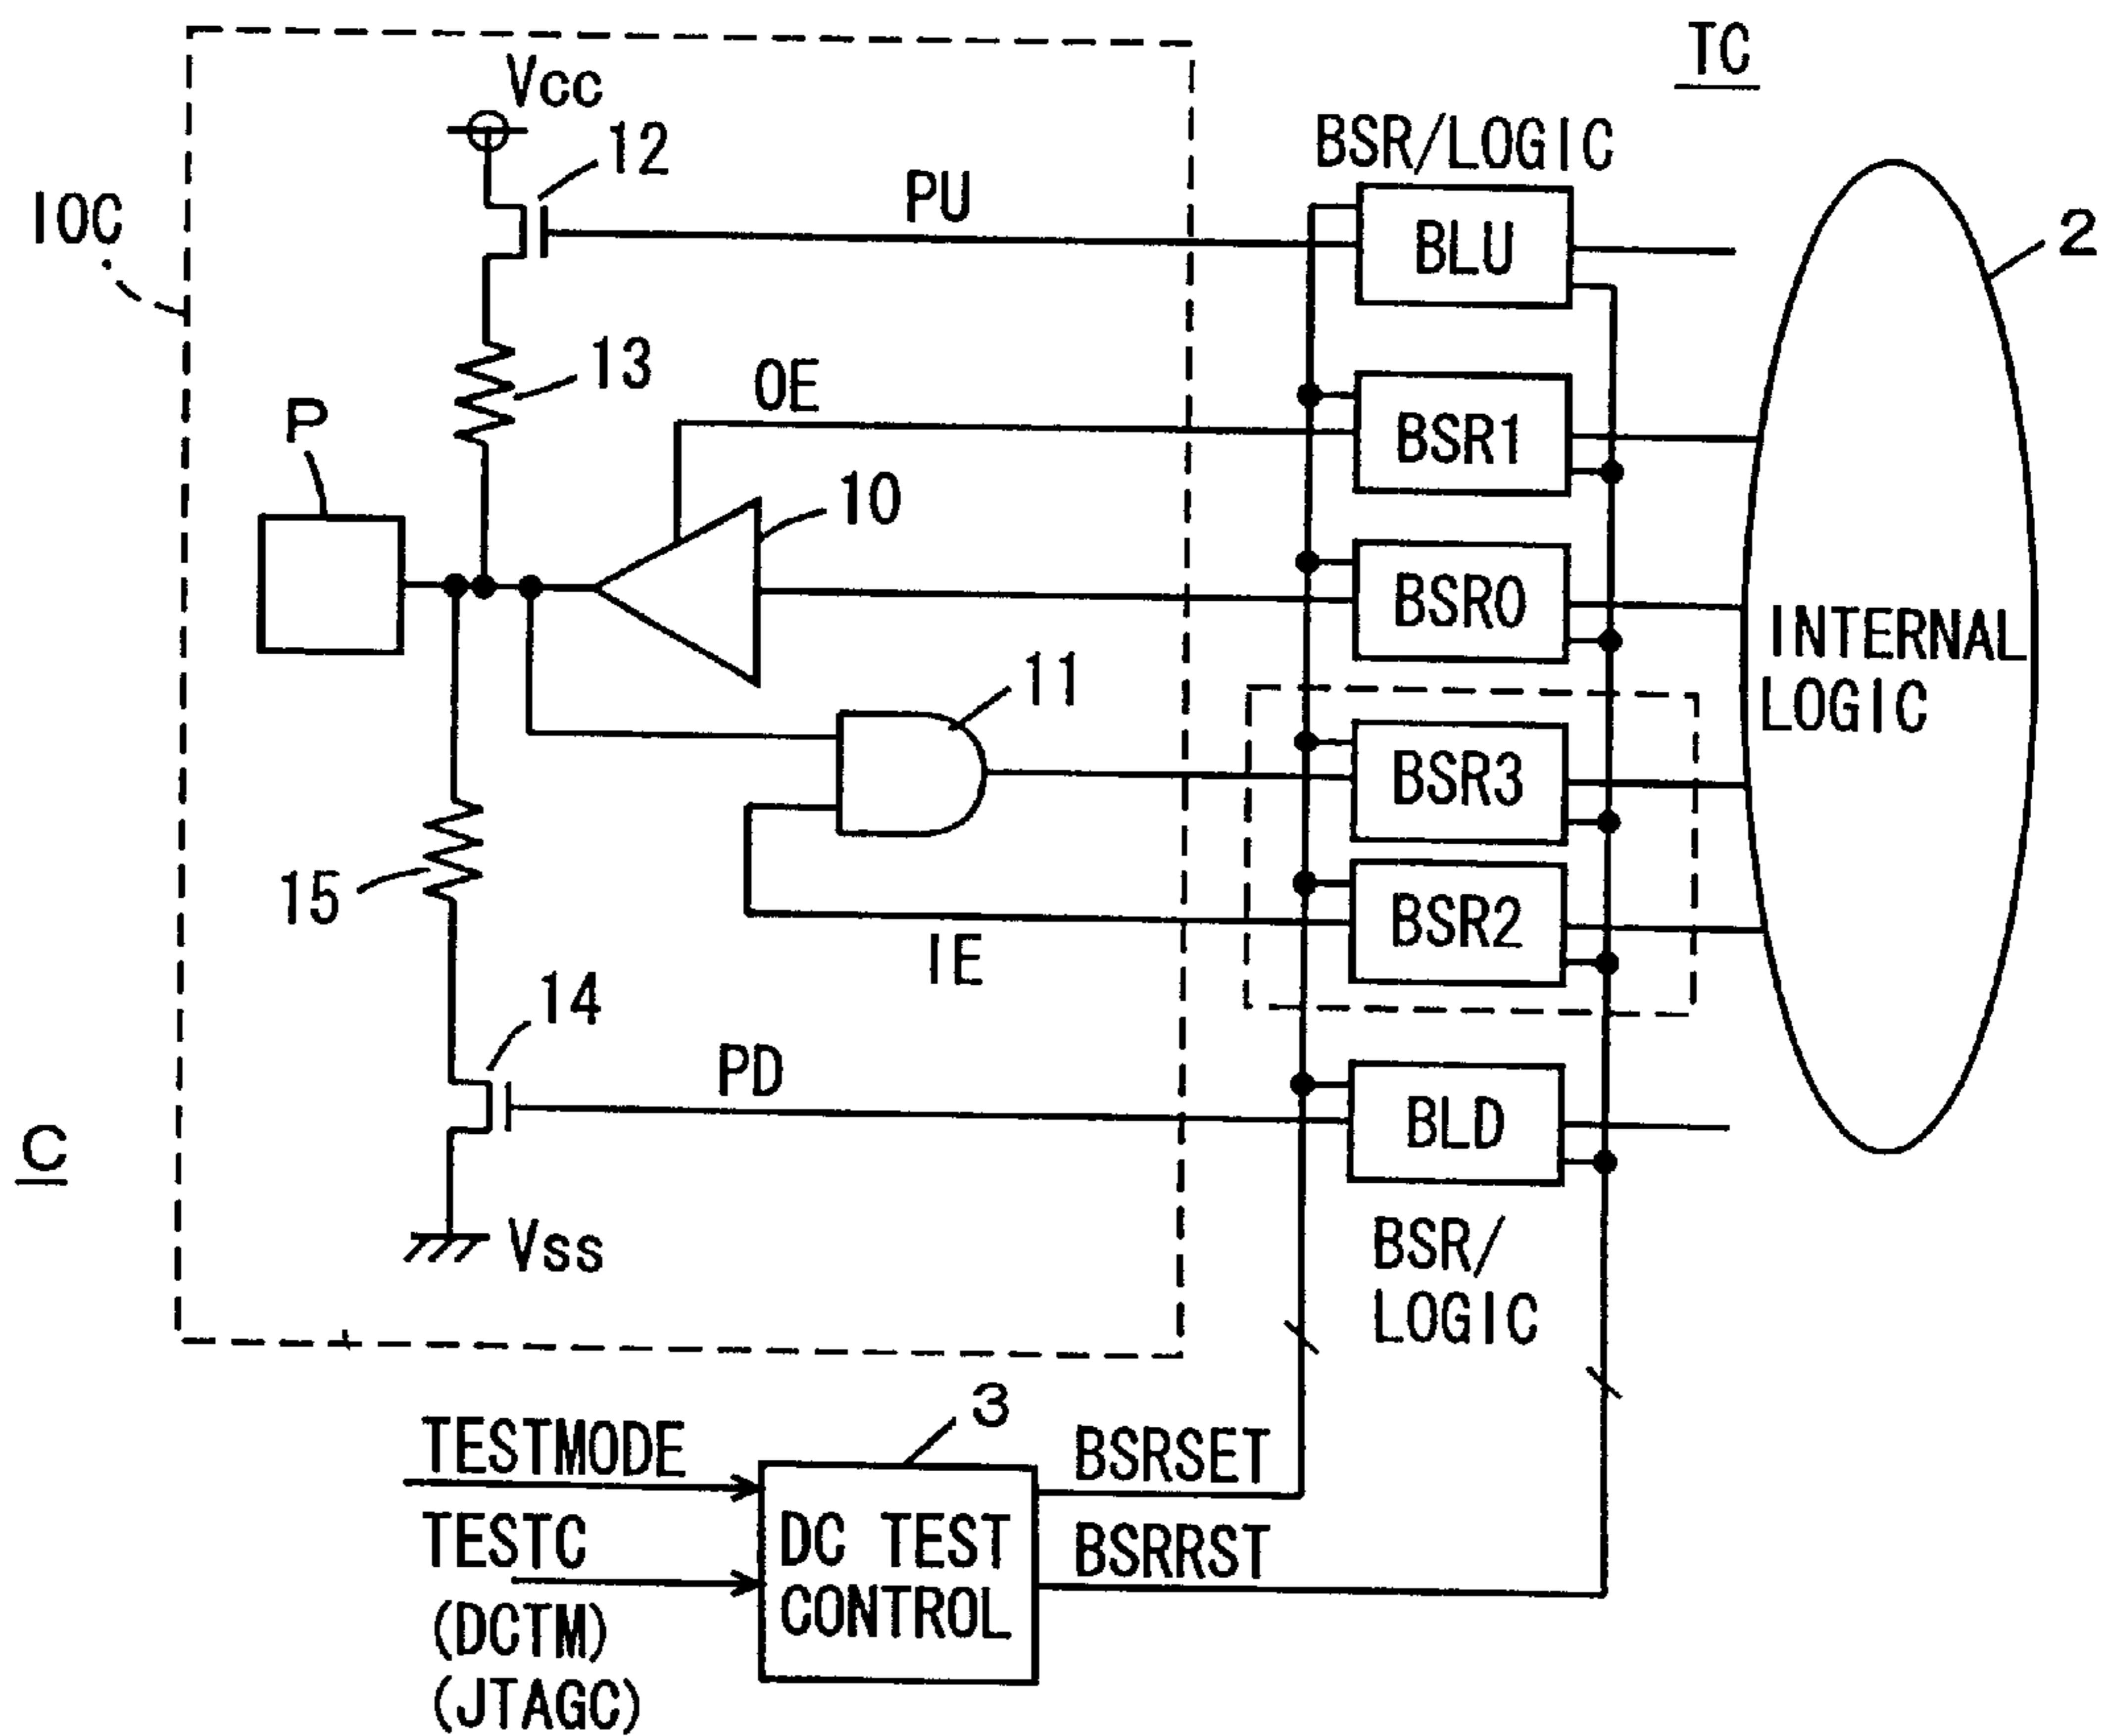 TC
Vcc
12
BSR/LOGIC
IOC
PU
BLU
2
13
OE
P
BSR1
10
BSR0
INTERNAL
LOGIC
11
BSR3
15
BSR2
IE
14
PD
BLD
C
Vss
BSR/
LOGIC
3
TESTMODE
BSRSET
TESTC
DC TEST
CONTROL
BSRRST
(DCTM)
(JTAGC)